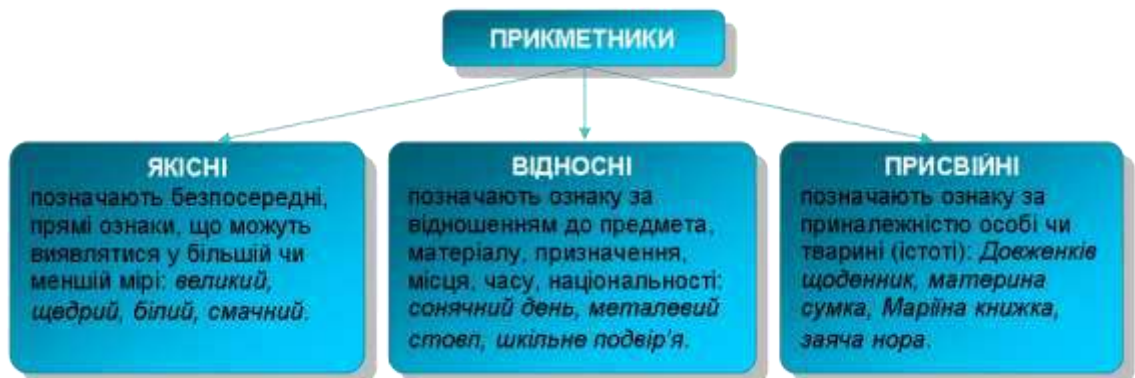 ПРИКМЕТНИКИ
ЯКІСНІ
позначають безпосередні,
прямі ознаки, що можуть
виявлятися у більшій чи
меншій мірі: великий,
щедрий, білий, смачний.
ВІДНОСНІ
позначають ознаку за
відношенням до предмета,
матеріалу, призначення,
місця, часу, національності:
сонячний день, металевий
стовп, шкільне подвір'я.
ПРИСВІЙНІ
позначають ознаку за
приналежністю особі чи
тварині (істоті): Довженків
щоденник, материна
сумка, Маріїна книжка,
заяча нора.